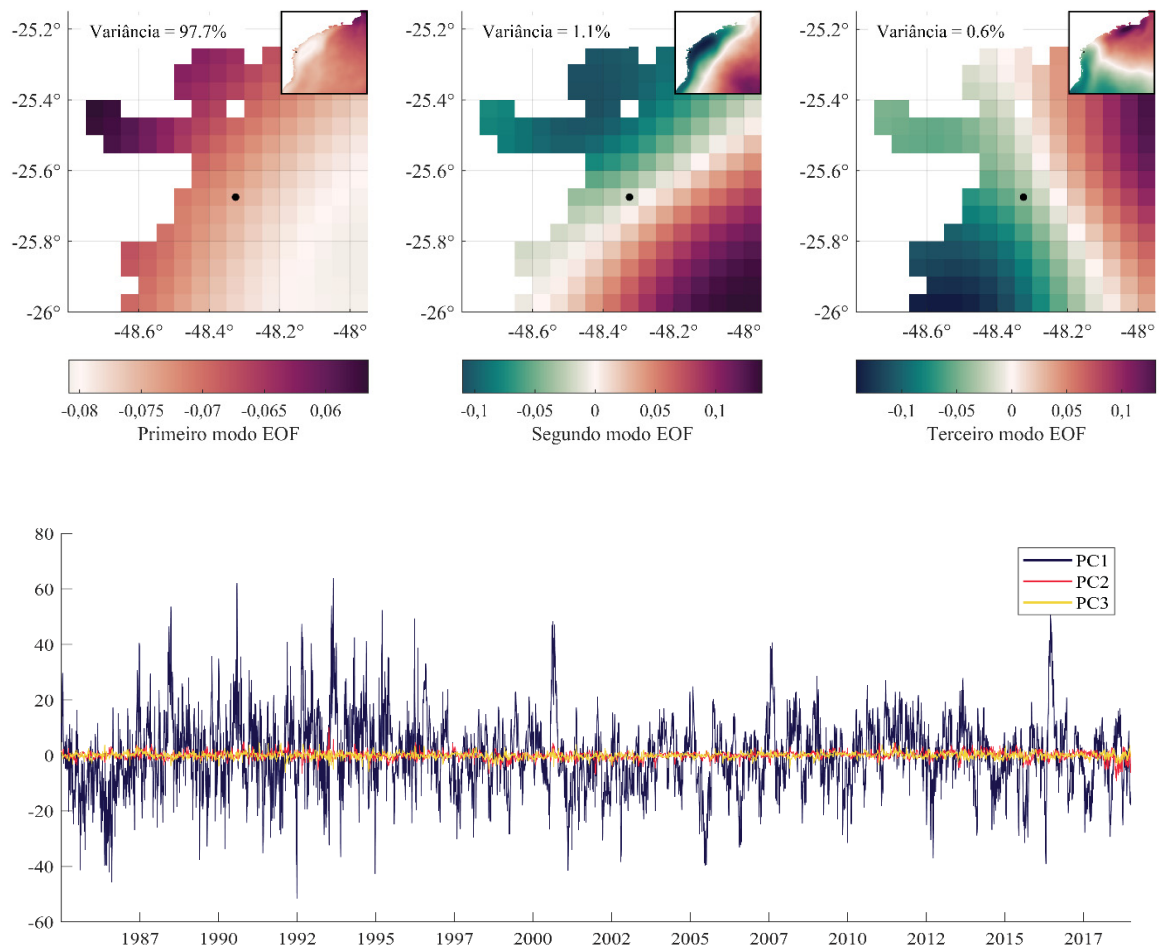 Variância = 97.7%
-25.2°
-25.4°
-25.6°
-25.8°
-26°
-48.6° -48.4° -48.2° -48°
-0,08 -0,075 -0,07 -0,065 0,06
Primeiro modo EOF
Variância = 1.1%
-25.2°
-25.4°
-25.6°
-25.8°
-26°
-48.6° -48.4° -48.2° -48°
-0,1 -0,05 0 0,05 0,1
Segundo modo EOF
Variância = 0.6%
-25.2°
-25.4°
-25.6°
-25.8°
-26°
-48.6° -48.4° -48.2° -48°
-0,1 -0,05 0 0,05 0,1
Terceiro modo EOF
80
60
40
20
0
-20
-40
-60
PC1
PC2
PC3
1987 1990 1992 1995 1997 2000 2002 2005 2007 2010 2012 2015 2017